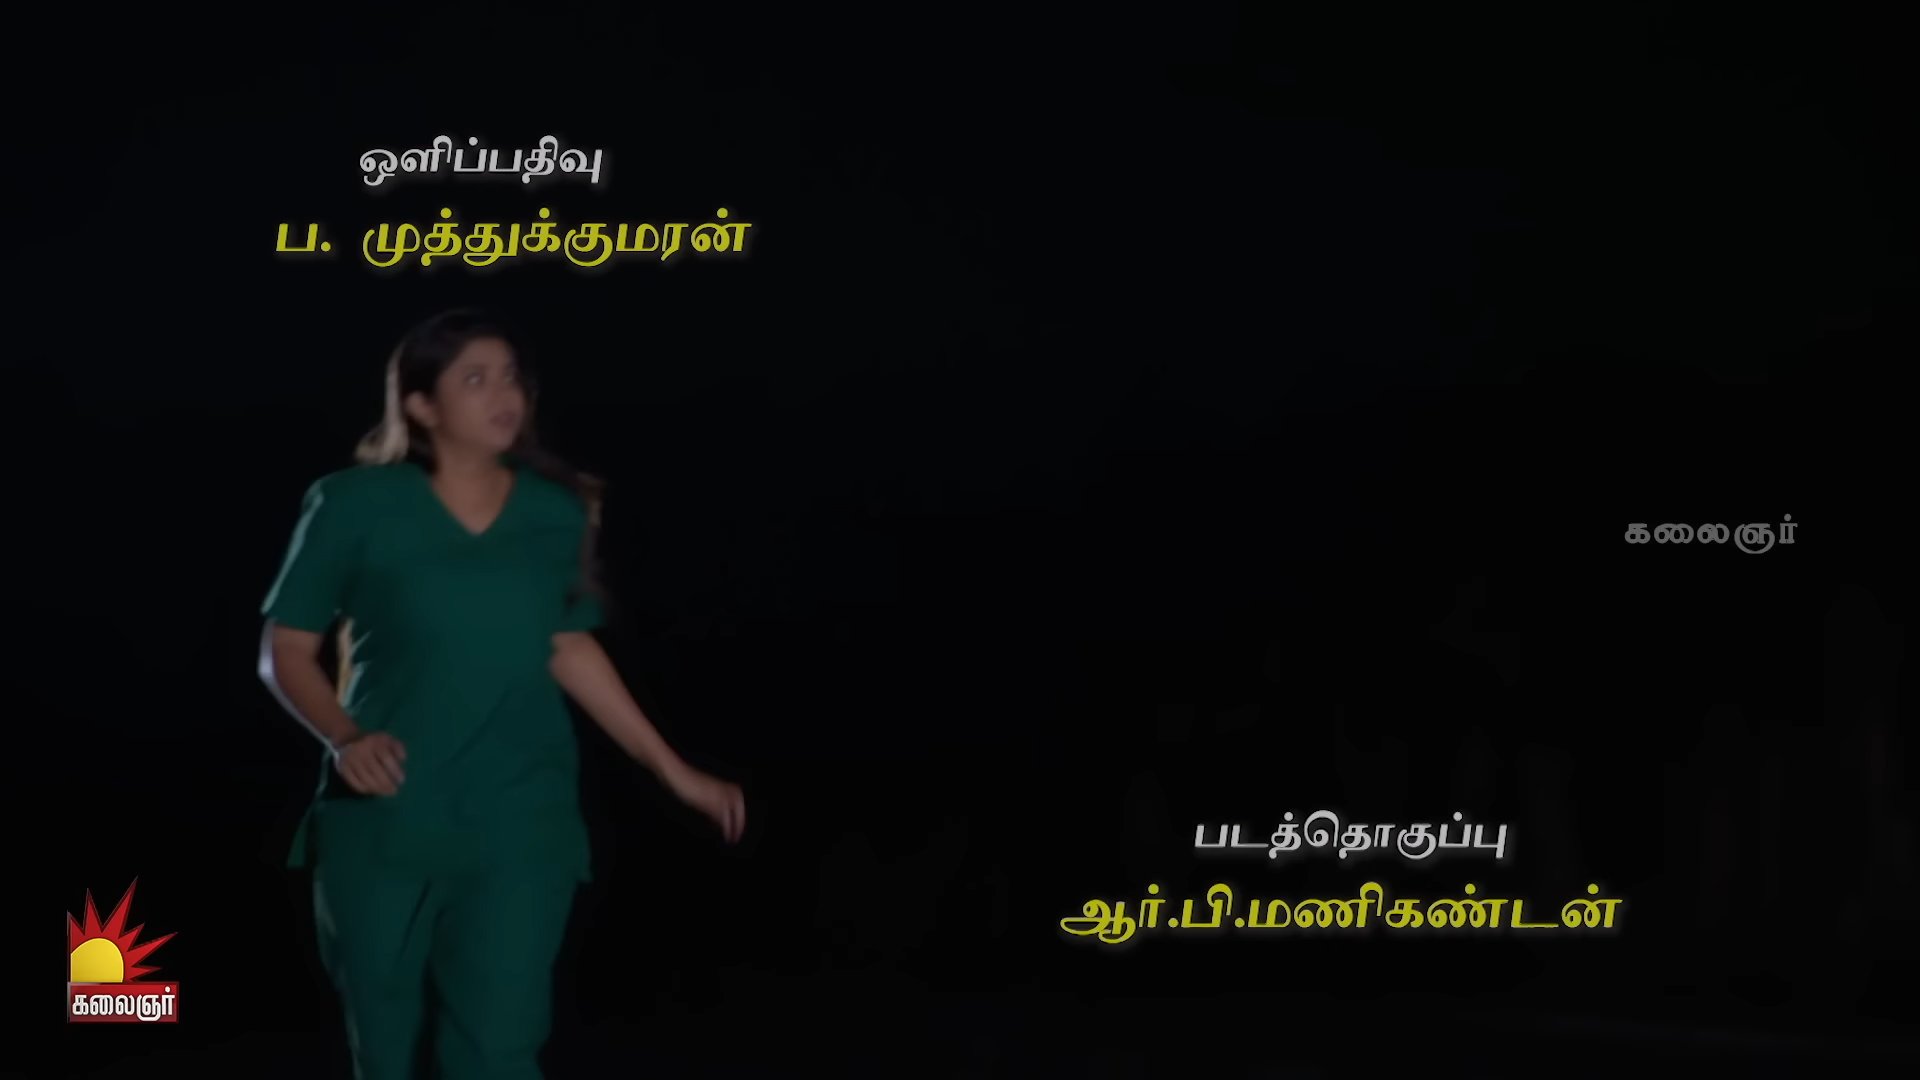 ஒளிப்பதிவு
ப. முத்துக்குமரன்
கலைஞர்
படத்தொகுப்பு
ஆர்.பி.மணிகண்டன்
கலைஞர்